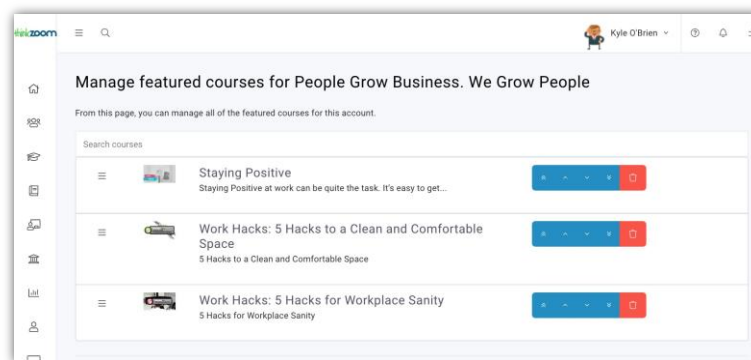 thinkzoom
Kyle O'Brien
Manage featured courses for People Grow Business. We Grow People
From this page, you can manage all of the featured courses for this account.
Search courses
Staying Positive
Staying Positive at work can be quite the task. It's easy to get...
Work Hacks: 5 Hacks to a Clean and Comfortable
Space
5 Hacks to a Clean and Comfortable Space
Work Hacks: 5 Hacks for Workplace Sanity
5 Hacks for Workplace Sanity